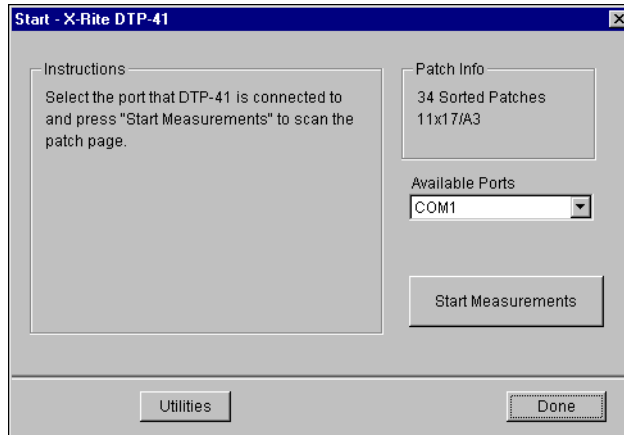 Start - X-Rite DTP-41
Instructions
Select the port that DTP-41 is connected to
and press "Start Measurements" to scan the
patch page.
Patch Info
34 Sorted Patches
11x17/A3
Available Ports
COM1
Start Measurements
Utilities
Done